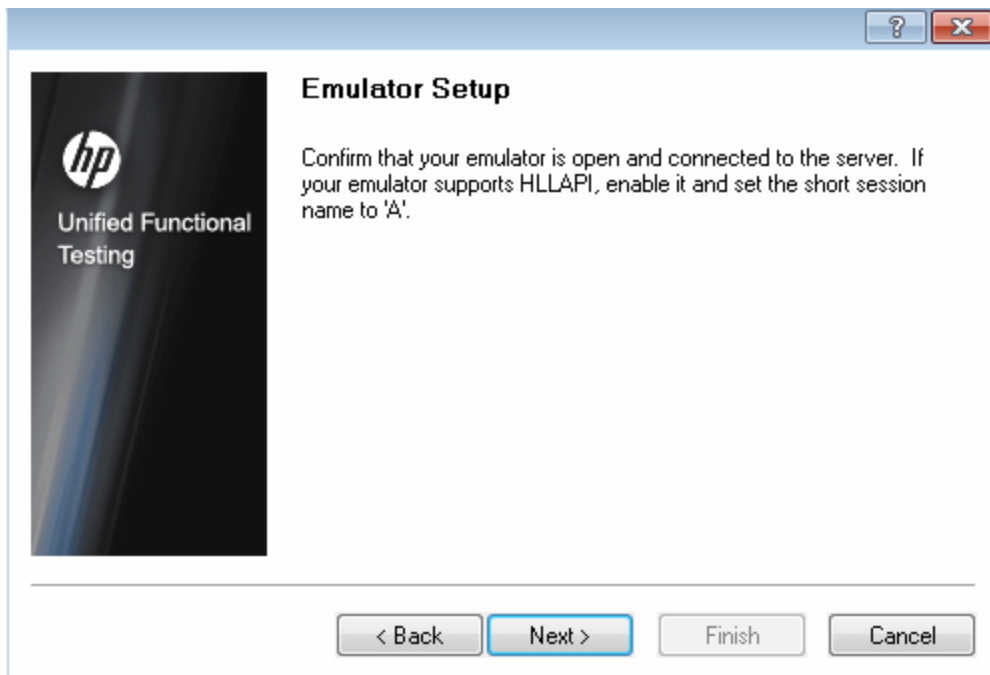 ?
Emulator Setup
hp
Confirm that your emulator is open and connected to the server. If
your emulator supports HLLAPI, enable it and set the short session
name to 'A'.
Unified Functional
Testing
< Back
Next >
Finish
Cancel